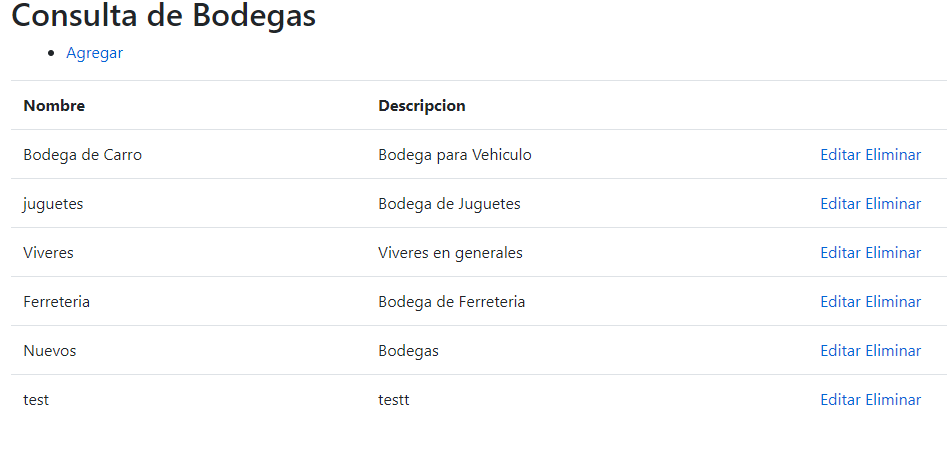 Consulta de Bodegas
Agregar
Nombre Descripcion
Bodega de Carro Bodega para Vehiculo Editar Eliminar
juguetes Bodega de Juguetes Editar Eliminar
Viveres Viveres en generales Editar Eliminar
Ferreteria Bodega de Ferreteria Editar Eliminar
Nuevos Bodegas Editar Eliminar
test testt Editar Eliminar